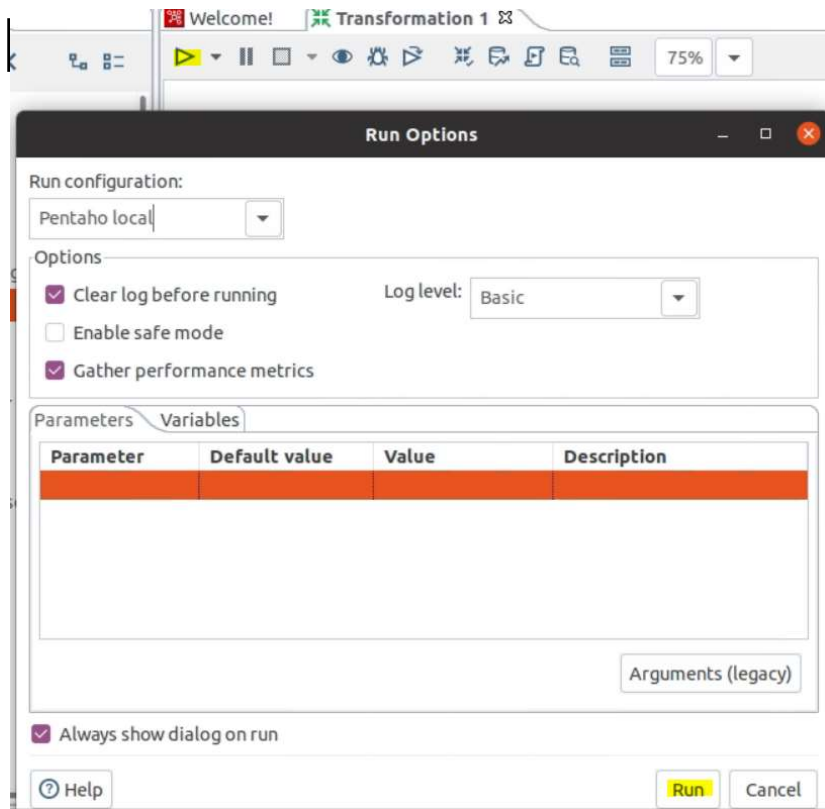 Welcome! Transformation 1
75%
Run Options
Run configuration:
Pentaho local
Options
Clear log before running Log level: Basic
Enable safe mode
Gather performance metrics
Parameters Variables
Parameter Default value Value Description
Arguments (legacy)
Always show dialog on run
Help Run Cancel